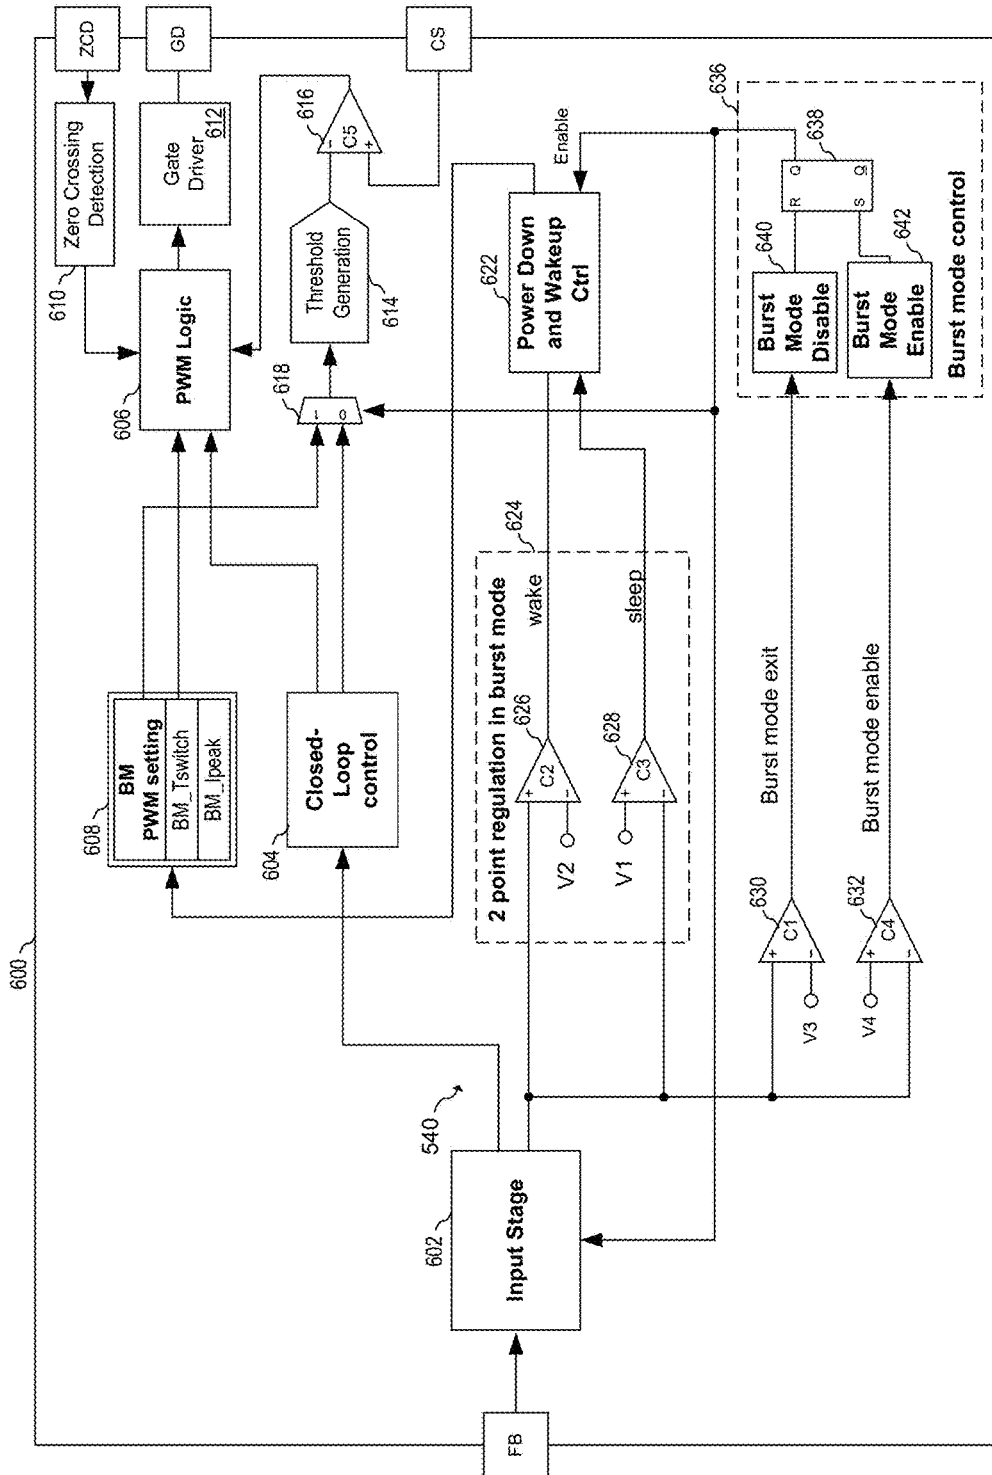 600
ZCD
GD
CS
FB
Zero Crossing
Detection
610
Gate
Driver
612
PWM Logic
606
616
C5
-
+
Threshold
Generation
614
618
1
0
BM
PWM setting
BM_Tswitch
BM_Ipeak
608
Closed-
Loop
control
604
540
Input Stage
602
Power Down
and Wakeup
Ctrl
622
Enable
2 point regulation in burst mode
624
wake
sleep
626
C2
+
-
V2
628
C3
+
-
V1
630
C1
+
-
V3
632
C4
+
-
V4
Burst mode exit
Burst mode enable
636
638
R
Q
S
Q
640
Burst
Mode
Disable
642
Burst
Mode
Enable
Burst mode control